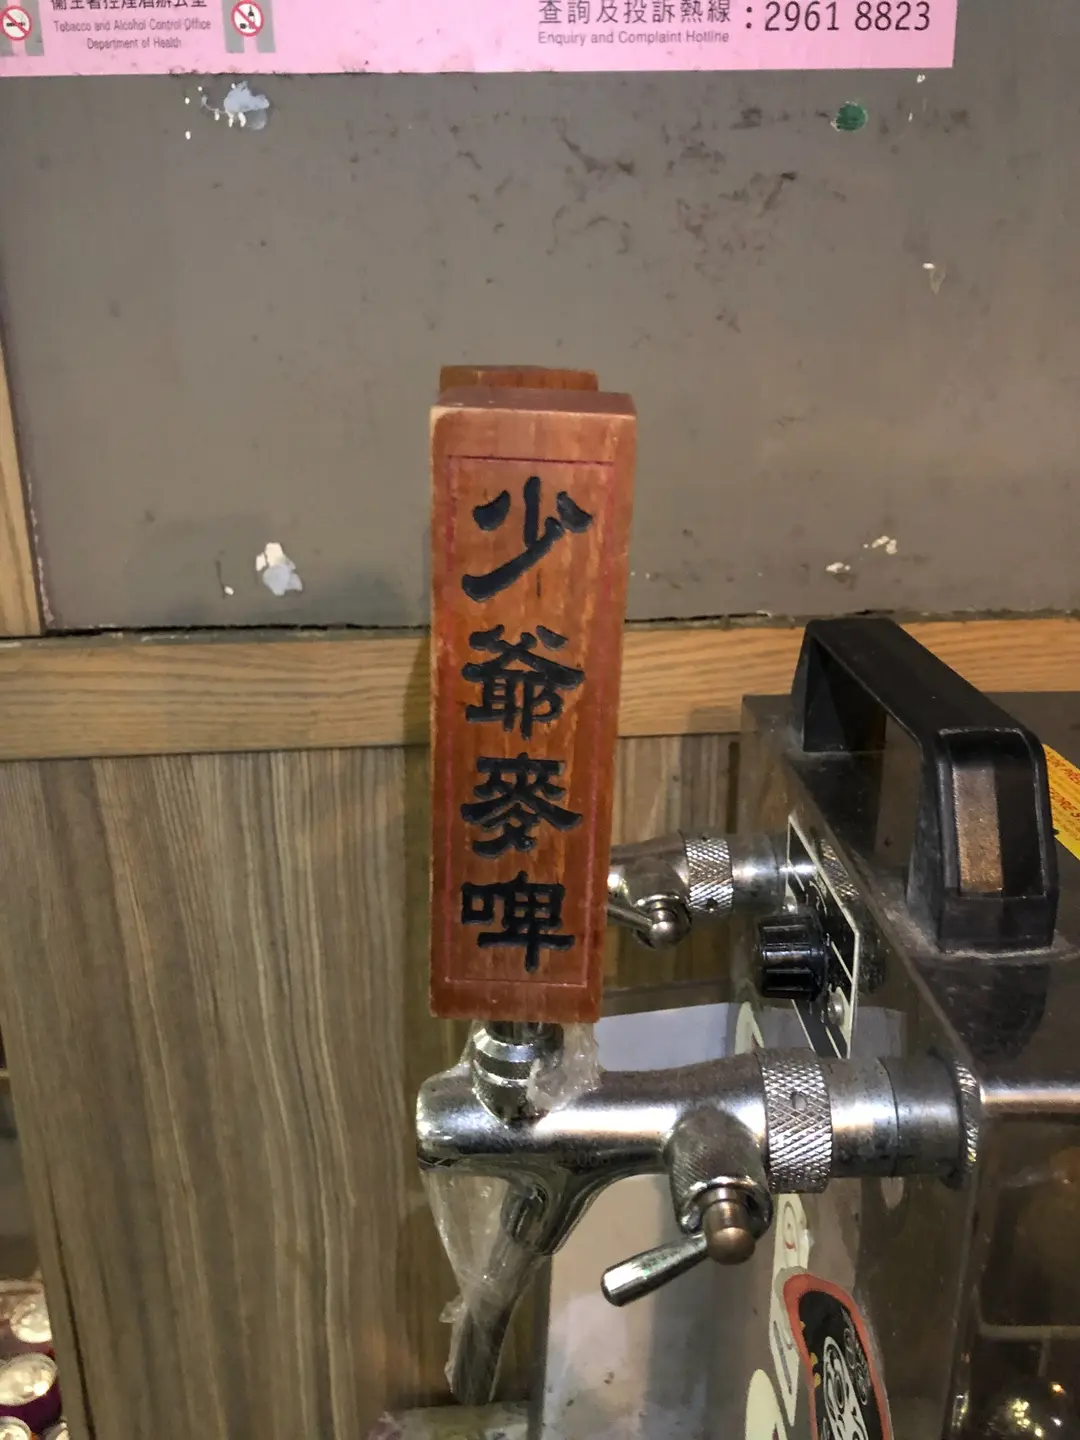 衞生署控煙酒辦公室
Tobacco and Alcohol Control Office
Department of Health
查詢及投訴熱線：2961 8823
Enquiry and Complaint Hotline
少爺麥啤